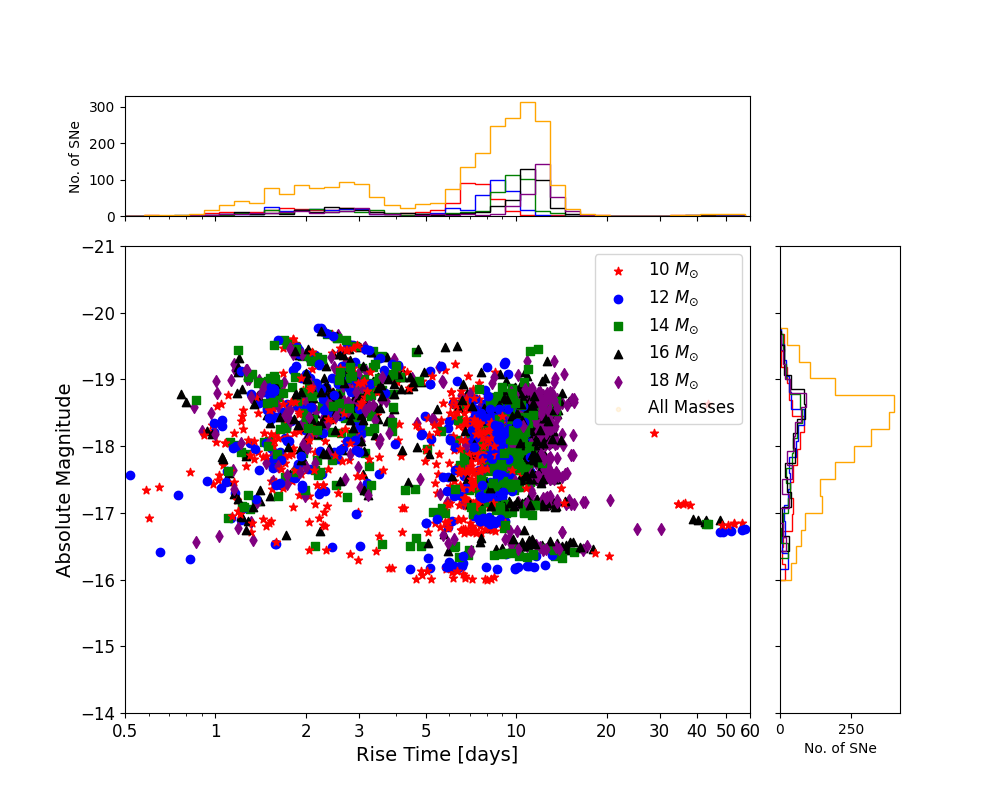 300
200
100
0
No. of SNe
−21
−20
−19
−18
−17
−16
−15
−14
Absolute Magnitude
10 M⊙
12 M⊙
14 M⊙
16 M⊙
18 M⊙
All Masses
0.5 1 2 3 5 10 20 30 40 50 60
Rise Time [days]
0 250
No. of SNe